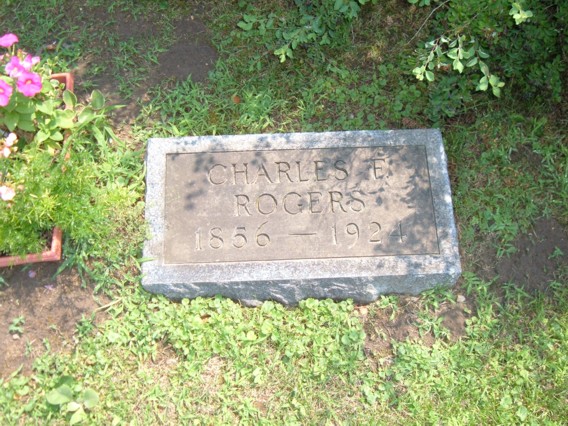 CHARLES E.
ROGERS
1856 — 1924